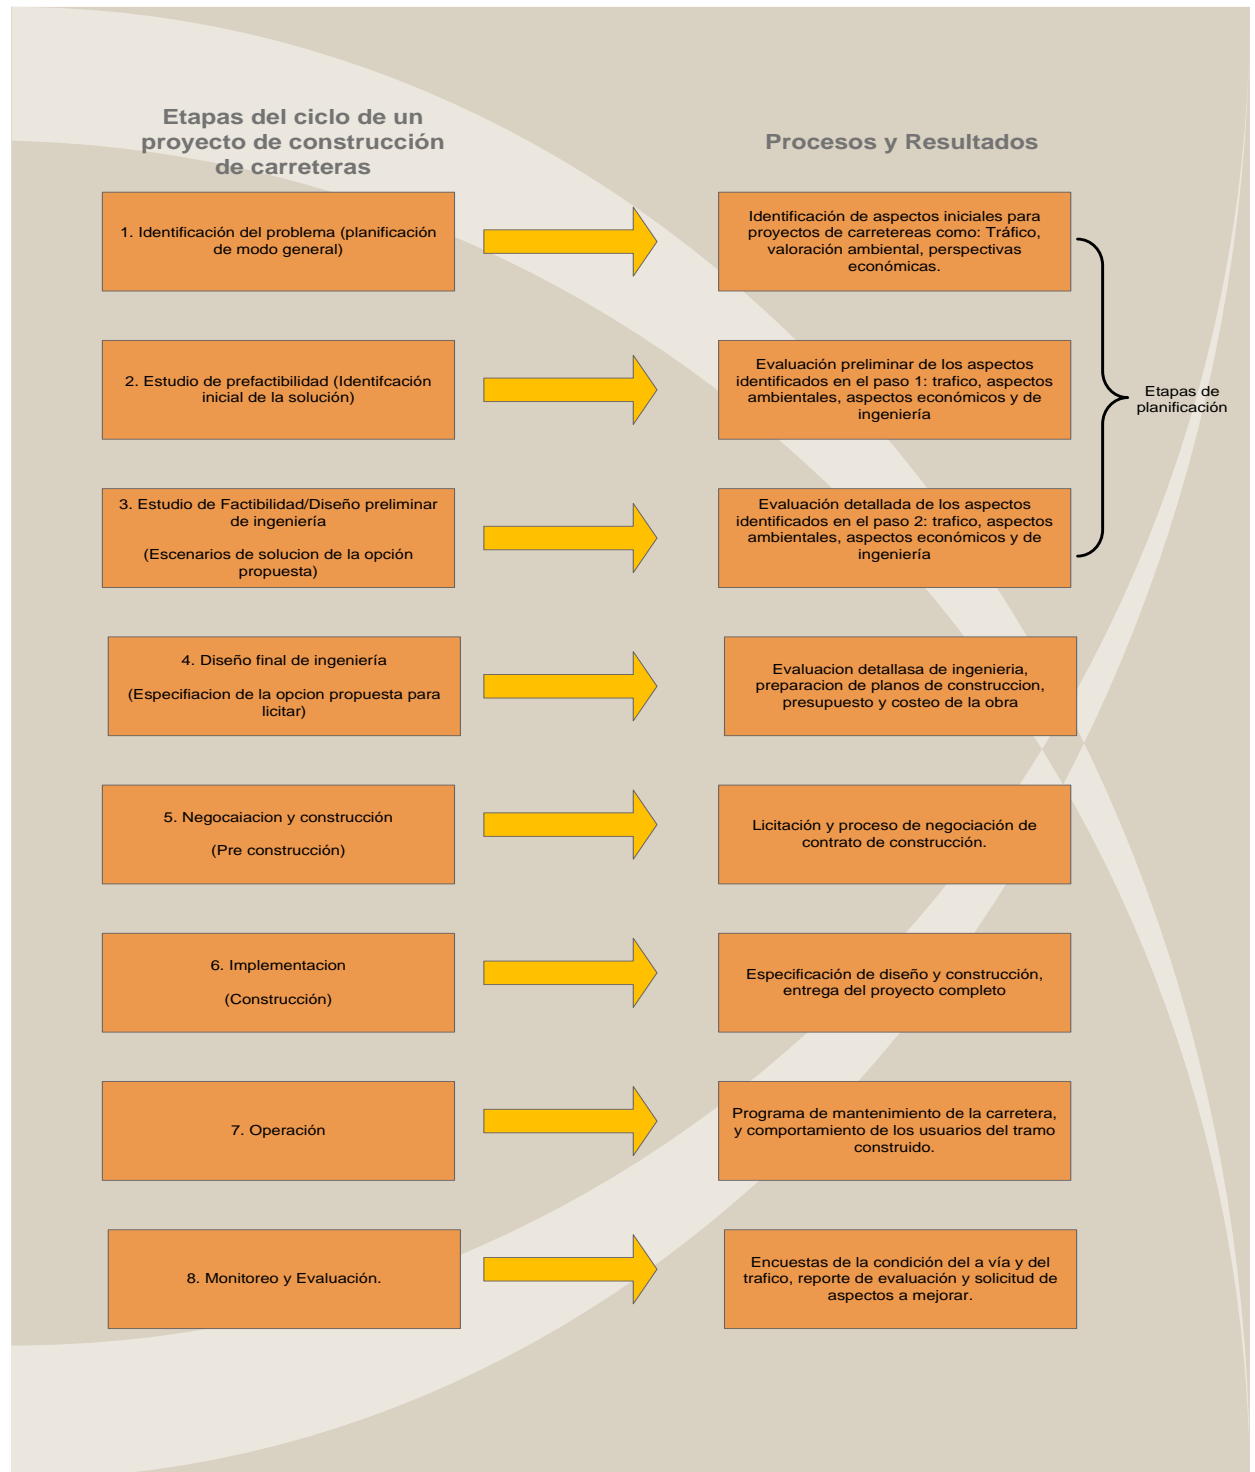 Etapas del ciclo de un
proyecto de construcción
de carreteras
Procesos y Resultados
1. Identificación del problema (planificación
de modo general)
Identificación de aspectos iniciales para
proyectos de carretereas como: Tráfico,
valoración ambiental, perspectivas
económicas.
2. Estudio de prefactibilidad (Identifcación
inicial de la solución)
Evaluación preliminar de los aspectos
identificados en el paso 1: trafico, aspectos
ambientales, aspectos económicos y de
ingeniería
Etapas de
planificación
3. Estudio de Factibilidad/Diseño preliminar
de ingeniería
(Escenarios de solucion de la opción
propuesta)
Evaluación detallada de los aspectos
identificados en el paso 2: trafico, aspectos
ambientales, aspectos económicos y de
ingeniería
4. Diseño final de ingeniería
(Especifiacion de la opcion propuesta para
licitar)
Evaluacion detallasa de ingenieria,
preparacion de planos de construccion,
presupuesto y costeo de la obra
5. Negocaiacion y construcción
(Pre construcción)
Licitación y proceso de negociación de
contrato de construcción.
6. Implementacion
(Construcción)
Especificación de diseño y construcción,
entrega del proyecto completo
7. Operación
Programa de mantenimiento de la carretera,
y comportamiento de los usuarios del tramo
construido.
8. Monitoreo y Evaluación.
Encuestas de la condición del a vía y del
trafico, reporte de evaluación y solicitud de
aspectos a mejorar.